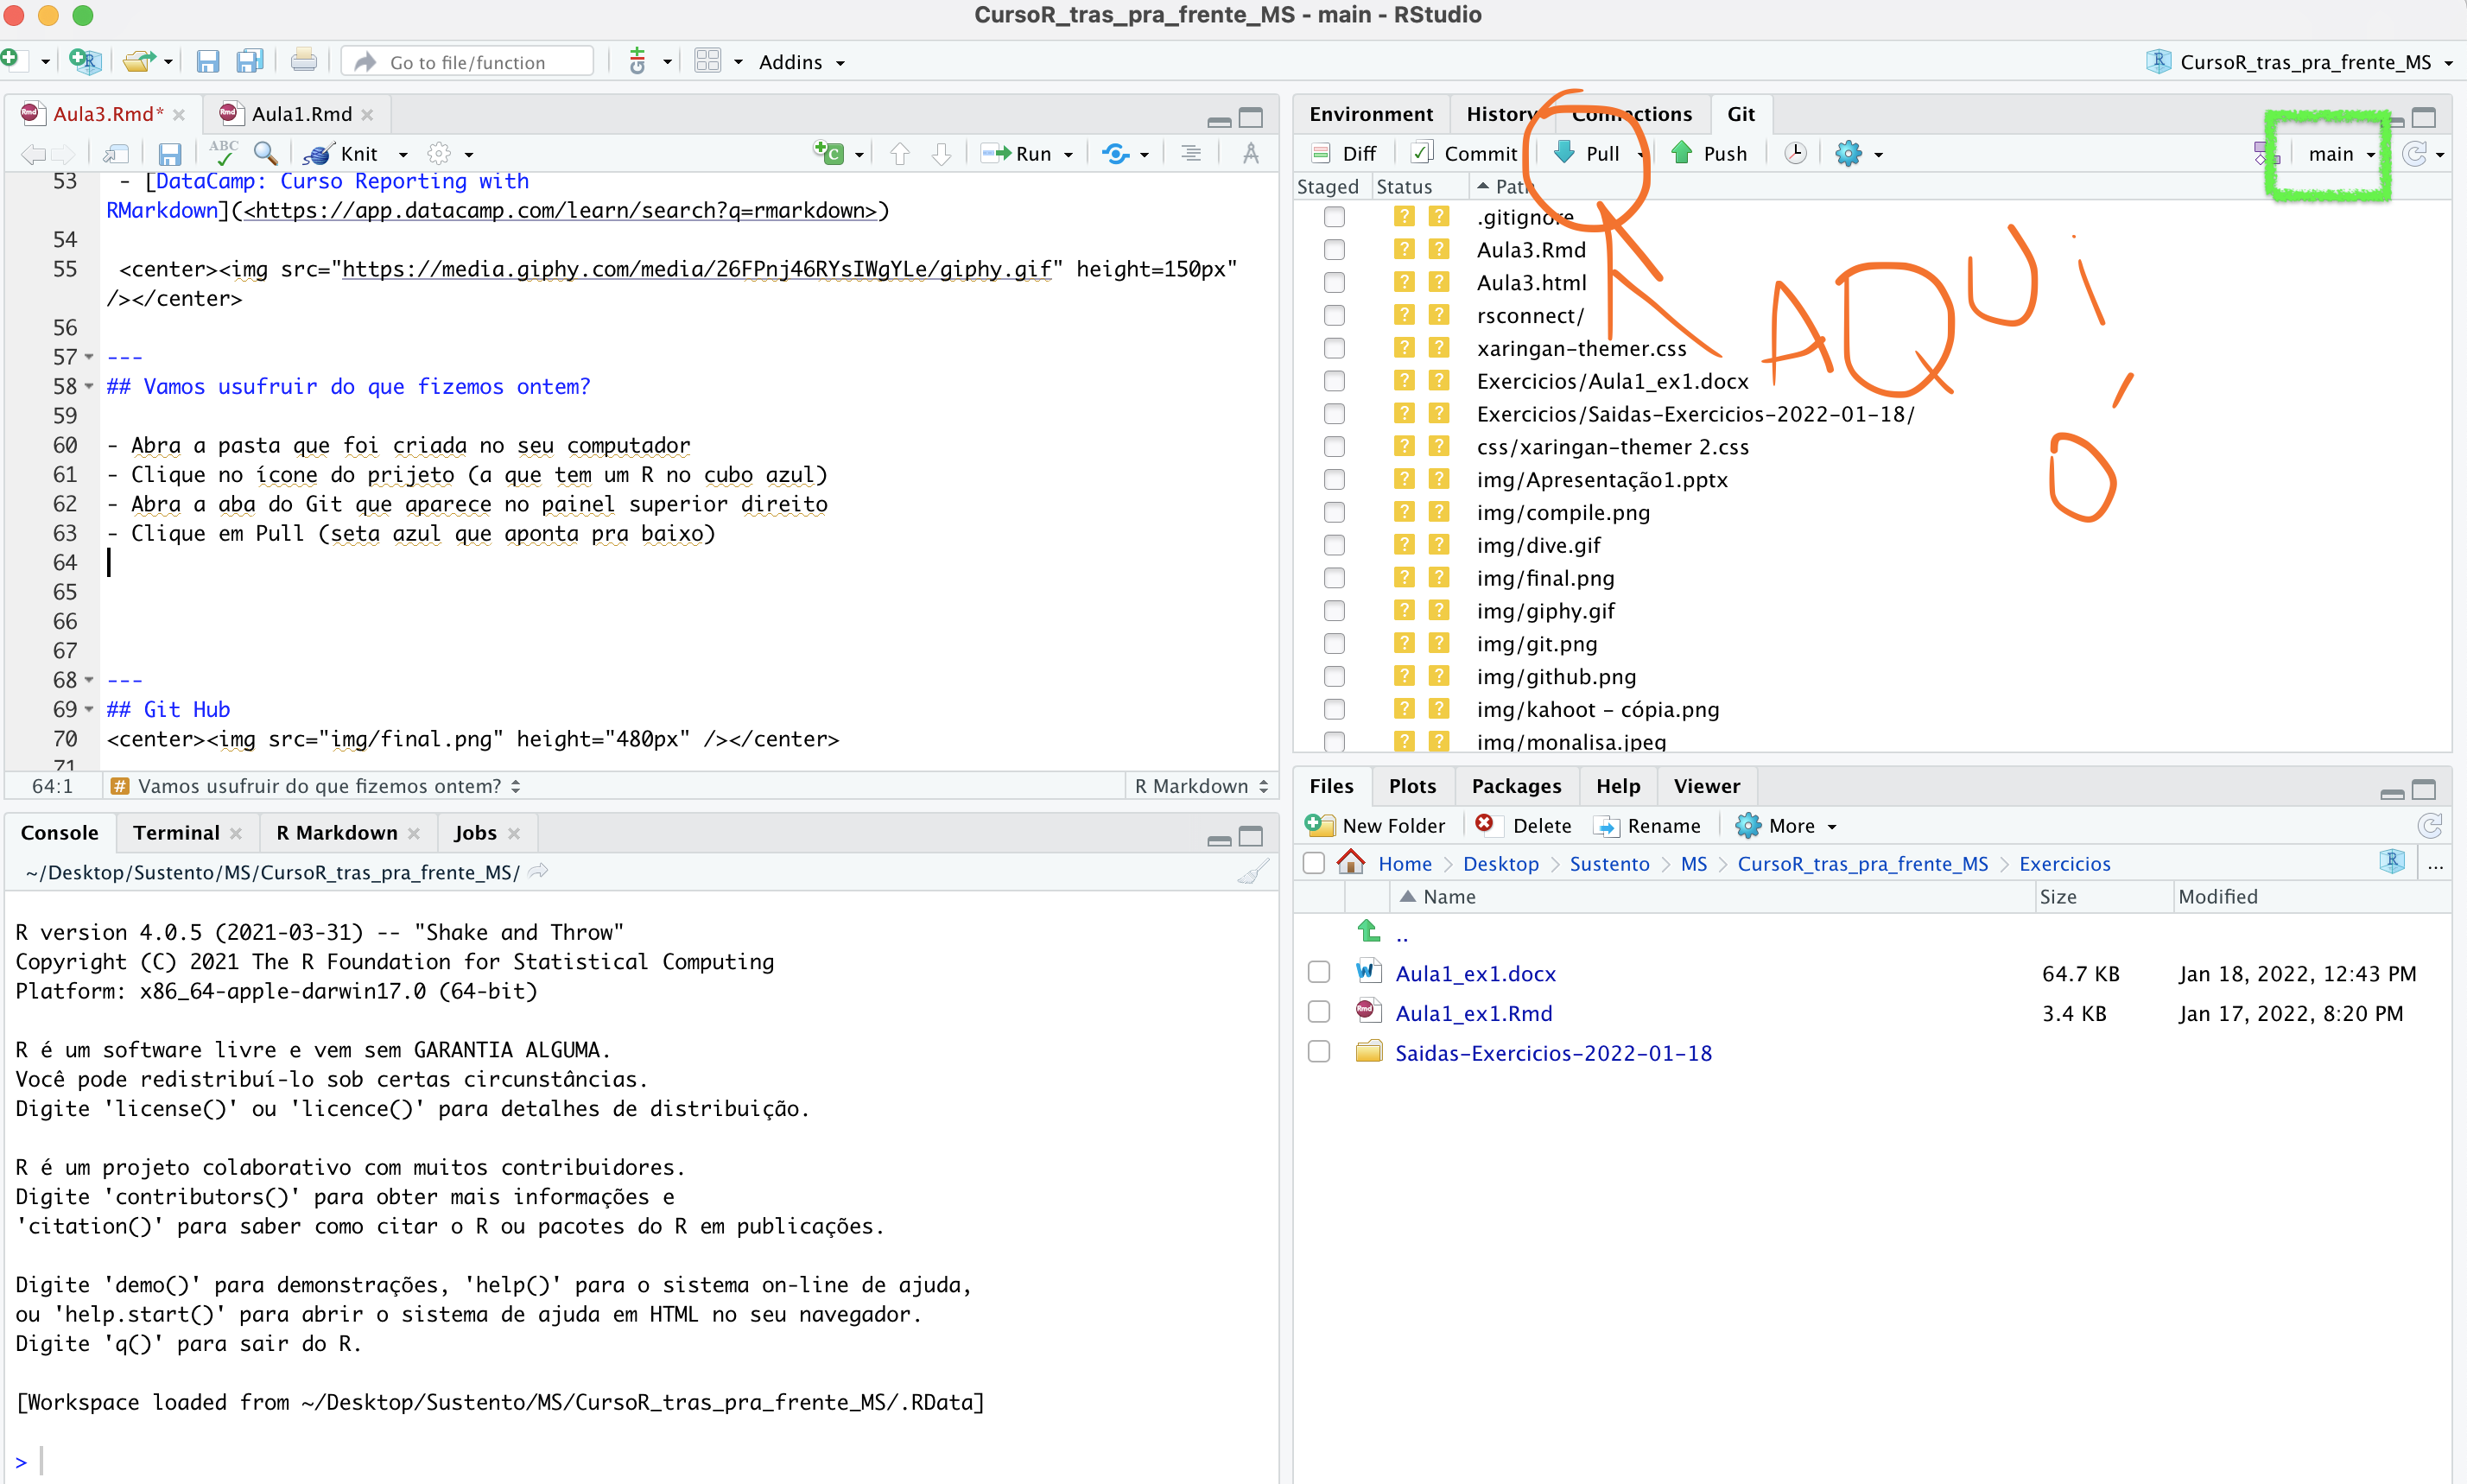 CursoR_tras_pra_frente_MS - main - RStudio
Go to file/function
Git
Addins
CursoR_tras_pra_frente_MS
Aula3.Rmd*
Aula1.Rmd
ABC
Knit
Run
53 - [DataCamp: Curso Reporting with
RMarkdown](<https://app.datacamp.com/learn/search?q=rmarkdown>)
54
55 <center><img src="https://media.giphy.com/media/26FPnj46RYsIWgYLe/giphy.gif" height=150px"
/></center>
56
57 ---
58 ## Vamos usufruir do que fizemos ontem?
59
60 - Abra a pasta que foi criada no seu computador
61 - Clique no ícone do prijeto (a que tem um R no cubo azul)
62 - Abra a aba do Git que aparece no painel superior direito
63 - Clique em Pull (seta azul que aponta pra baixo)
64
65
66
67
68 ---
69 ## Git Hub
70 <center><img src="img/final.png" height="480px" /></center>
71
64:1
# Vamos usufruir do que fizemos ontem?
R Markdown
Console
Terminal
R Markdown
Jobs
~/Desktop/Sustento/MS/CursoR_tras_pra_frente_MS/
R version 4.0.5 (2021-03-31) -- "Shake and Throw"
Copyright (C) 2021 The R Foundation for Statistical Computing
Platform: x86_64-apple-darwin17.0 (64-bit)
R é um software livre e vem sem GARANTIA ALGUMA.
Você pode redistribuí-lo sob certas circunstâncias.
Digite 'license()' ou 'licence()' para detalhes de distribuição.
R é um projeto colaborativo com muitos contribuidores.
Digite 'contributors()' para obter mais informações e
'citation()' para saber como citar o R ou pacotes do R em publicações.
Digite 'demo()' para demonstrações, 'help()' para o sistema on-line de ajuda,
ou 'help.start()' para abrir o sistema de ajuda em HTML no seu navegador.
Digite 'q()' para sair do R.
[Workspace loaded from ~/Desktop/Sustento/MS/CursoR_tras_pra_frente_MS/.RData]
>
Environment
History
Connections
Git
Diff
Commit
Pull
Push
main
Staged
Status
Path
? ? .gitignore
? ? Aula3.Rmd
? ? Aula3.html
? ? rsconnect/
? ? xaringan-themer.css
? ? Exercicios/Aula1_ex1.docx
? ? Exercicios/Saidas-Exercicios-2022-01-18/
? ? css/xaringan-themer 2.css
? ? img/Apresentação1.pptx
? ? img/compile.png
? ? img/dive.gif
? ? img/final.png
? ? img/giphy.gif
? ? img/git.png
? ? img/github.png
? ? img/kahoot - cópia.png
? ? img/monalisa.jpeg
AQUi
Ó
Files
Plots
Packages
Help
Viewer
New Folder
Delete
Rename
More
Home
Desktop
Sustento
MS
CursoR_tras_pra_frente_MS
Exercicios
...
Name
Size
Modified
..
Aula1_ex1.docx 64.7 KB Jan 18, 2022, 12:43 PM
Aula1_ex1.Rmd 3.4 KB Jan 17, 2022, 8:20 PM
Saidas-Exercicios-2022-01-18